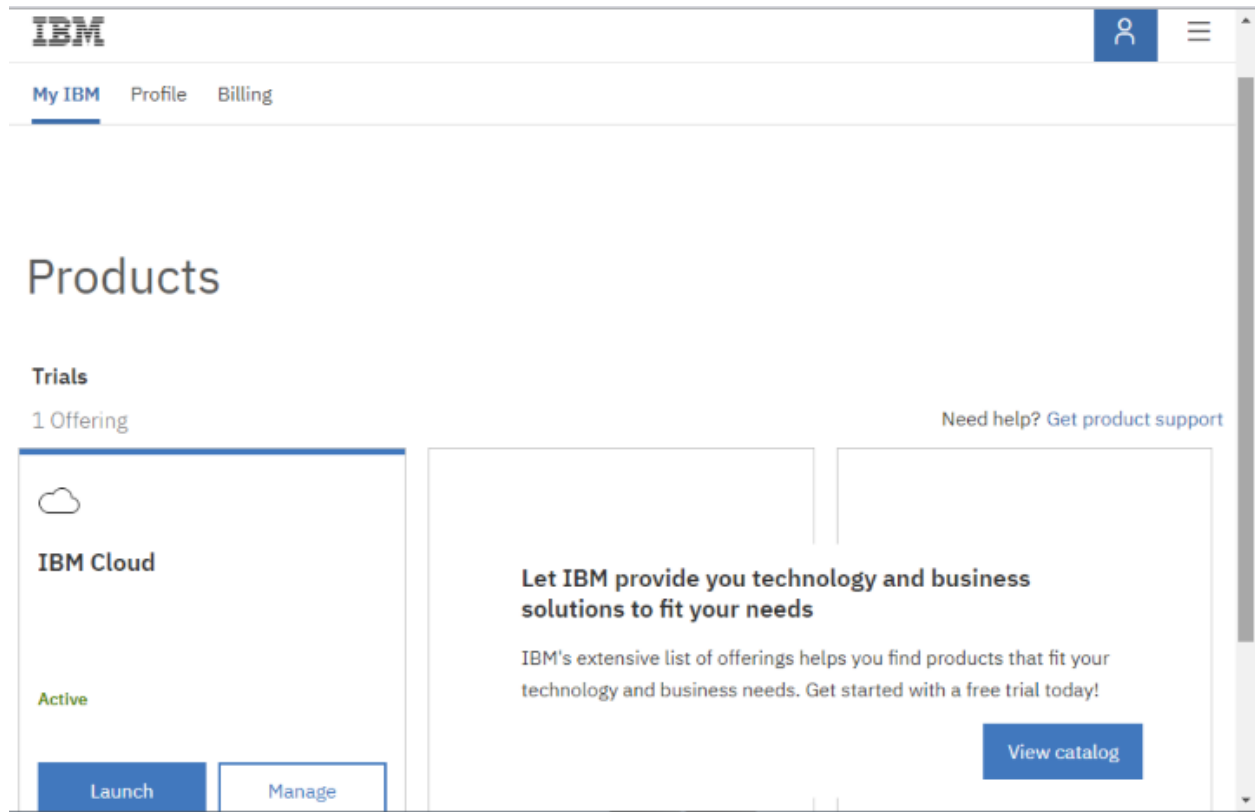 IBM
My IBM Profile Billing
Products
Trials
1 Offering
Need help? Get product support
IBM Cloud
Active
Launch Manage
Let IBM provide you technology and business
solutions to fit your needs
IBM's extensive list of offerings helps you find products that fit your
technology and business needs. Get started with a free trial today!
View catalog